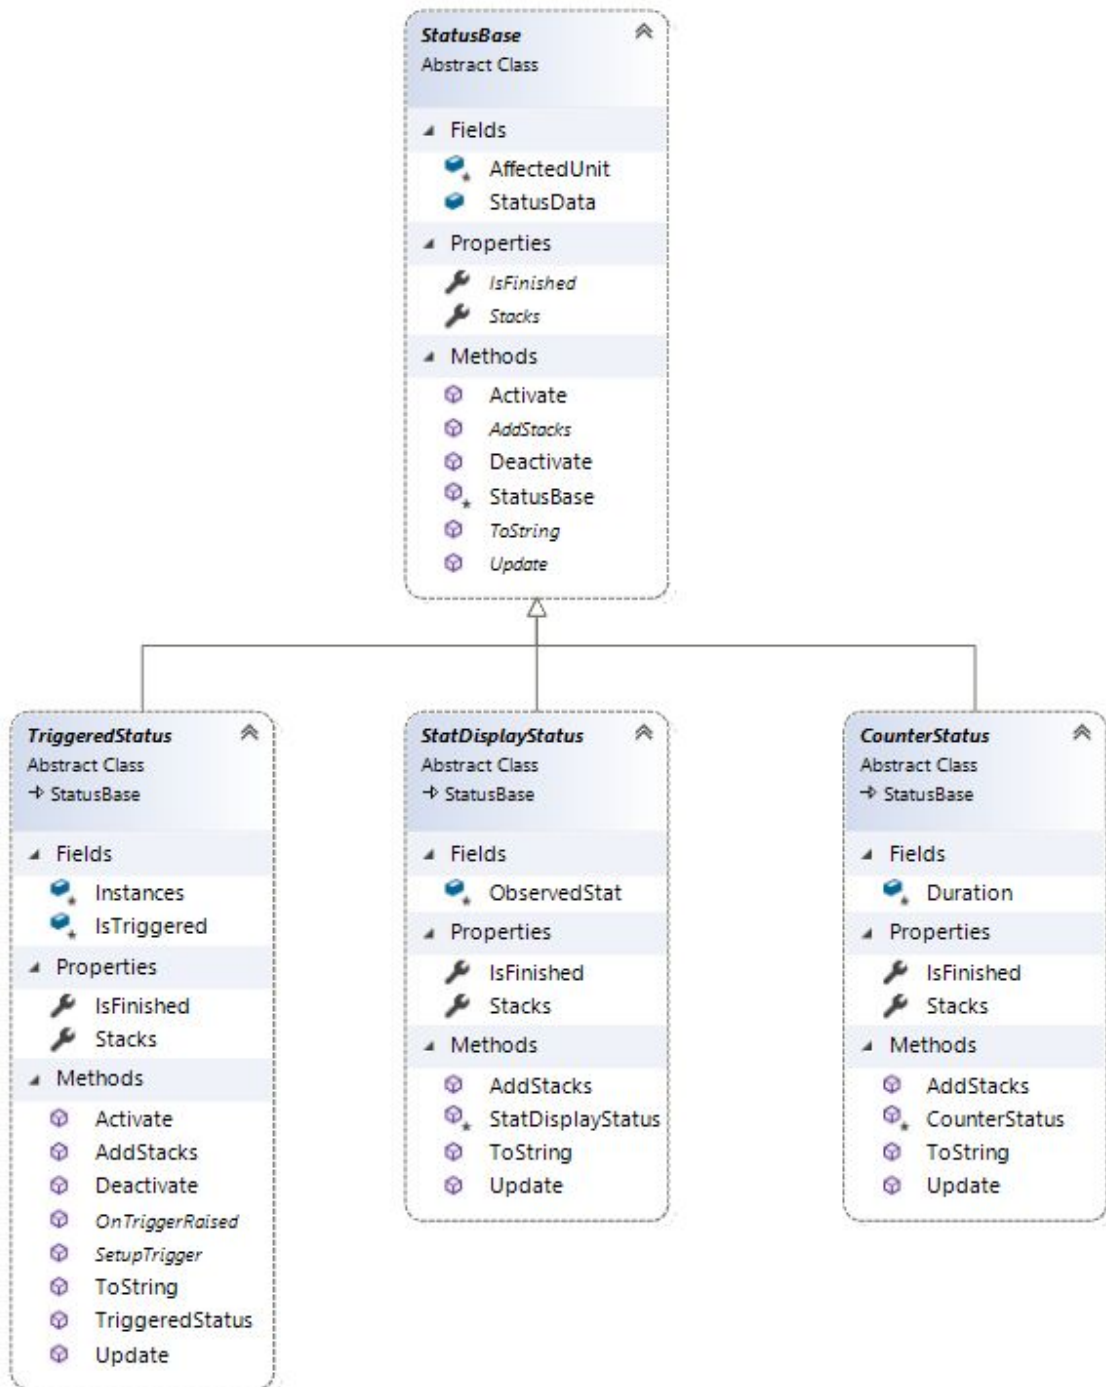 StatusBase
Abstract Class
Fields
AffectedUnit
StatusData
Properties
IsFinished
Stacks
Methods
Activate
AddStacks
Deactivate
StatusBase
ToString
Update
TriggeredStatus
Abstract Class
StatusBase
Fields
Instances
IsTriggered
Properties
IsFinished
Stacks
Methods
Activate
AddStacks
Deactivate
OnTriggerRaised
SetupTrigger
ToString
TriggeredStatus
Update
StatDisplayStatus
Abstract Class
StatusBase
Fields
ObservedStat
Properties
IsFinished
Stacks
Methods
AddStacks
StatDisplayStatus
ToString
Update
CounterStatus
Abstract Class
StatusBase
Fields
Duration
Properties
IsFinished
Stacks
Methods
AddStacks
CounterStatus
ToString
Update